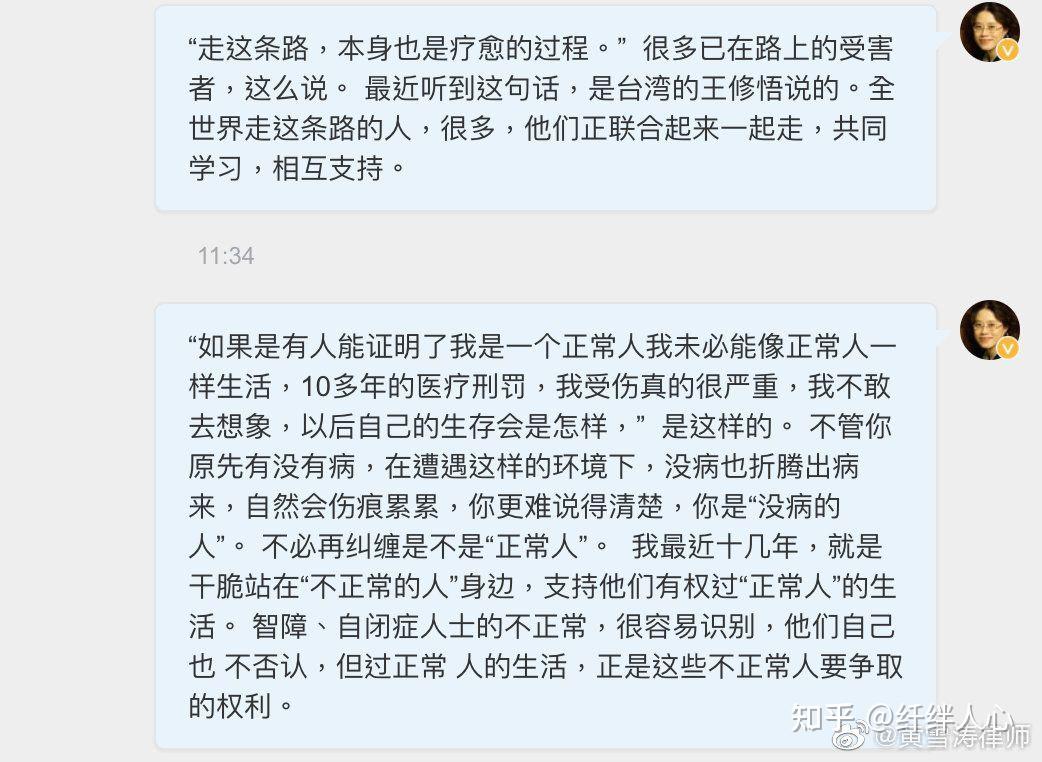 “走这条路，本身也是疗愈的过程。” 很多已在路上的受害
者，这么说。 最近听到这句话，是台湾的王修悟说的。全
世界走这条路的人，很多，他们正联合起来一起走，共同
学习，相互支持。
11:34
“如果是有人能证明了我是一个正常人我未必能像正常人一
样生活，10多年的医疗刑罚，我受伤真的很严重，我不敢
去想象，以后自己的生存会是怎样，” 是这样的。 不管你
原先有没有病，在遭遇这样的环境下，没病也折腾出病
来，自然会伤痕累累，你更难说得清楚，你是“没病的
人”。 不必再纠缠是不是“正常人”。 我最近十几年，就是
干脆站在“不正常的人”身边，支持他们有权过“正常人”的生
活。 智障、自闭症人士的不正常，很容易识别，他们自己
也 不否认，但过正常 人的生活，正是这些不正常人要争取
的权利。
知乎 @纤绊人心
@黄雪涛律师